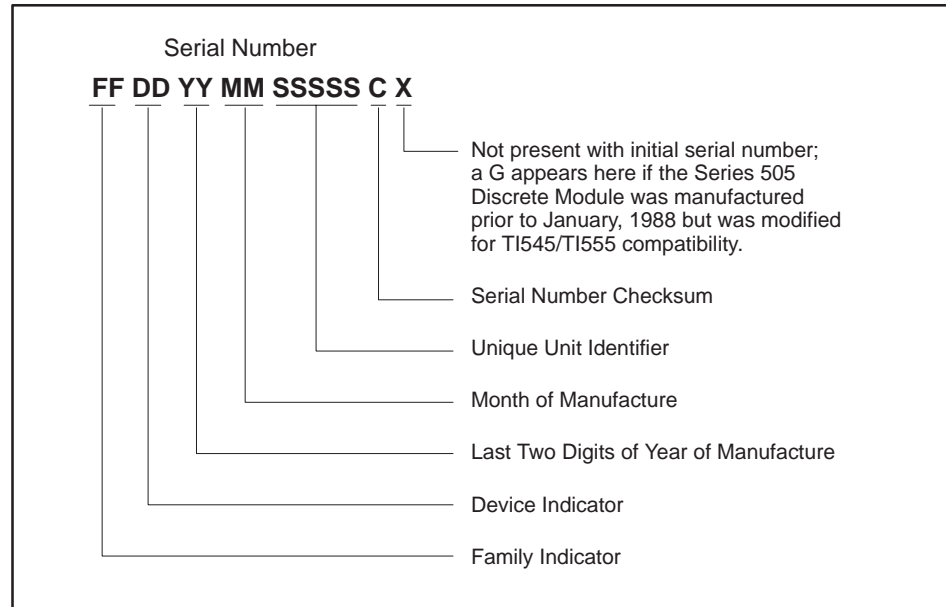 Serial Number
FF DD YY MM SSSSS C X
Not present with initial serial number;
a G appears here if the Series 505
Discrete Module was manufactured
prior to January, 1988 but was modified
for TI545/TI555 compatibility.
Serial Number Checksum
Unique Unit Identifier
Month of Manufacture
Last Two Digits of Year of Manufacture
Device Indicator
Family Indicator